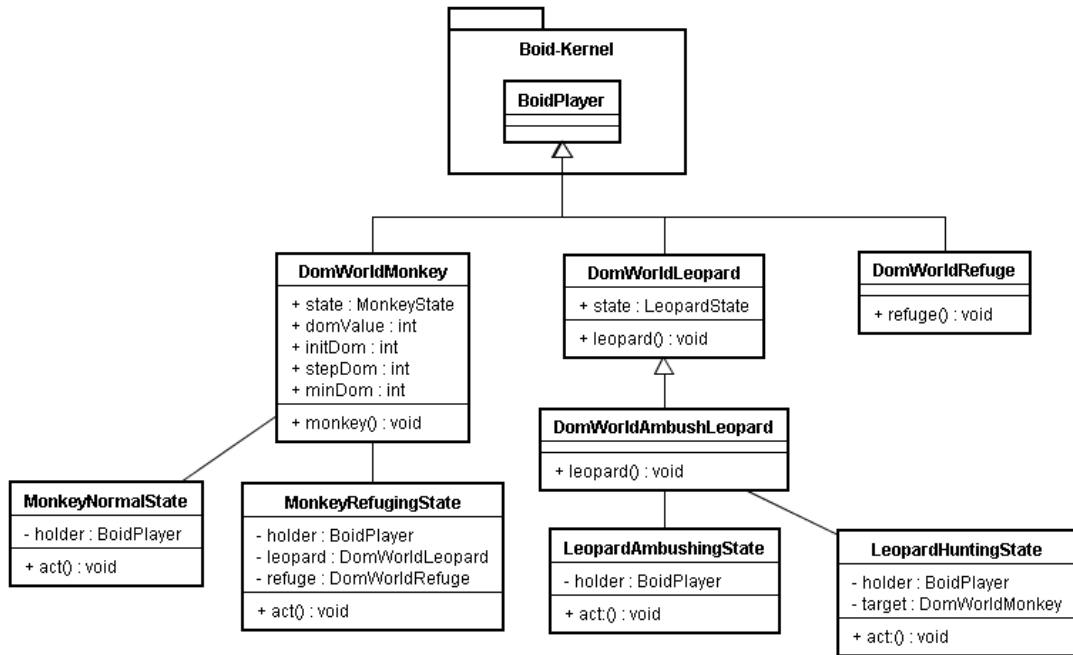 Boid-Kernel
BoidPlayer
DomWorldMonkey
+ state : MonkeyState
+ domValue : int
+ initDom : int
+ stepDom : int
+ minDom : int
+ monkey() : void
DomWorldLeopard
+ state : LeopardState
+ leopard() : void
DomWorldRefuge
+ refuge() : void
DomWorldAmbushLeopard
+ leopard() : void
MonkeyNormalState
- holder : BoidPlayer
+ act() : void
MonkeyRefugingState
- holder : BoidPlayer
- leopard : DomWorldLeopard
- refuge : DomWorldRefuge
+ act() : void
LeopardAmbushingState
- holder : BoidPlayer
+ act:() : void
LeopardHuntingState
- holder : BoidPlayer
- target : DomWorldMonkey
+ act:() : void